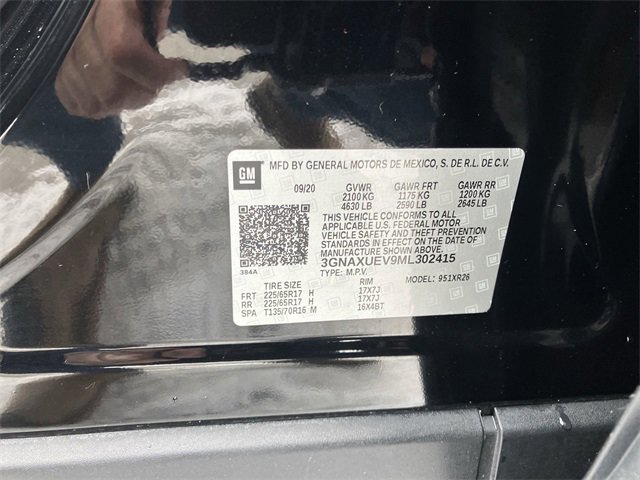 GM
MFD BY GENERAL MOTORS DE MEXICO, S. DE R.L. DE C.V.
09/20 GVWR GAWR FRT GAWR RR
2100 KG 1175 KG 1200 KG
4630 LB 2590 LB 2645 LB
THIS VEHICLE CONFORMS TO ALL
APPLICABLE U.S. FEDERAL MOTOR
VEHICLE SAFETY AND THEFT PREVENTION
STANDARDS IN EFFECT ON THE DATE
OF MANUFACTURE SHOWN ABOVE.
3GNAXUEV9ML302415
384A
TYPE: M.P.V. MODEL: 951XR26
TIRE SIZE RIM
FRT 225/65R17 H 17X7J
RR 225/65R17 H 17X7J
SPA T135/70R16 M 16X4BT